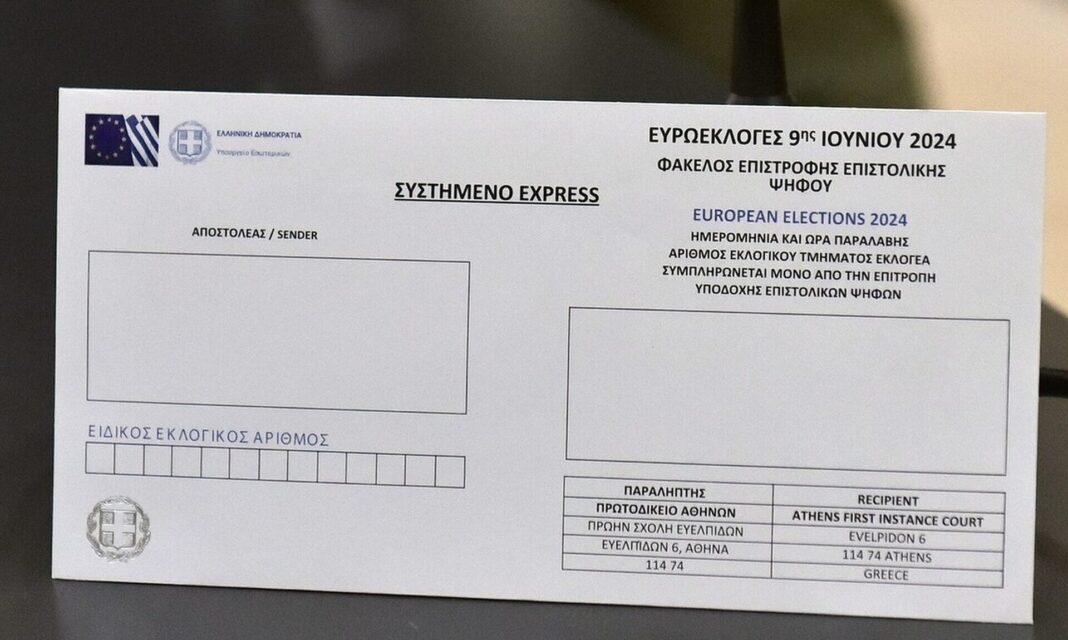 ΕΛΛΗΝΙΚΗ ΔΗΜΟΚΡΑΤΙΑ
Υπουργείο Εσωτερικών
ΣΥΣΤΗΜΕΝΟ EXPRESS
ΑΠΟΣΤΟΛΕΑΣ / SENDER
ΕΙΔΙΚΟΣ ΕΚΛΟΓΙΚΟΣ ΑΡΙΘΜΟΣ
ΕΥΡΩΕΚΛΟΓΕΣ 9ης ΙΟΥΝΙΟΥ 2024
ΦΑΚΕΛΟΣ ΕΠΙΣΤΡΟΦΗΣ ΕΠΙΣΤΟΛΙΚΗΣ
ΨΗΦΟΥ
EUROPEAN ELECTIONS 2024
ΗΜΕΡΟΜΗΝΙΑ ΚΑΙ ΩΡΑ ΠΑΡΑΛΑΒΗΣ
ΑΡΙΘΜΟΣ ΕΚΛΟΓΙΚΟΥ ΤΜΗΜΑΤΟΣ ΕΚΛΟΓΕΑ
ΣΥΜΠΛΗΡΩΝΕΤΑΙ ΜΟΝΟ ΑΠΟ ΤΗΝ ΕΠΙΤΡΟΠΗ
ΥΠΟΔΟΧΗΣ ΕΠΙΣΤΟΛΙΚΩΝ ΨΗΦΩΝ
ΠΑΡΑΛΗΠΤΗΣ
ΠΡΩΤΟΔΙΚΕΙΟ ΑΘΗΝΩΝ
ΠΡΩΗΝ ΣΧΟΛΗ ΕΥΕΛΠΙΔΩΝ
ΕΥΕΛΠΙΔΩΝ 6, ΑΘΗΝΑ
114 74
RECIPIENT
ATHENS FIRST INSTANCE COURT
EVELPIDON 6
114 74 ATHENS
GREECE